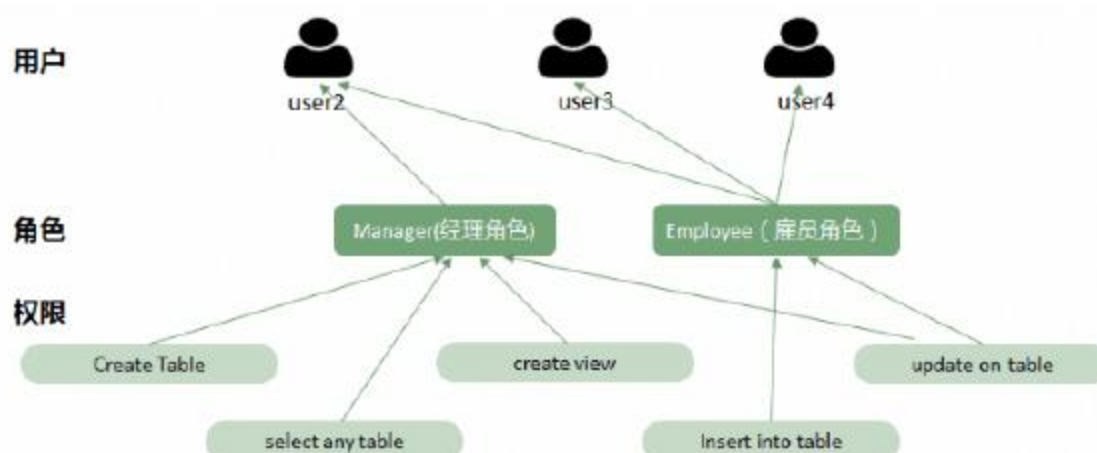 用户
user2
user3
user4
角色
Manager(经理角色)
Employee（雇员角色）
权限
Create Table
create view
update on table
select any table
Insert into table